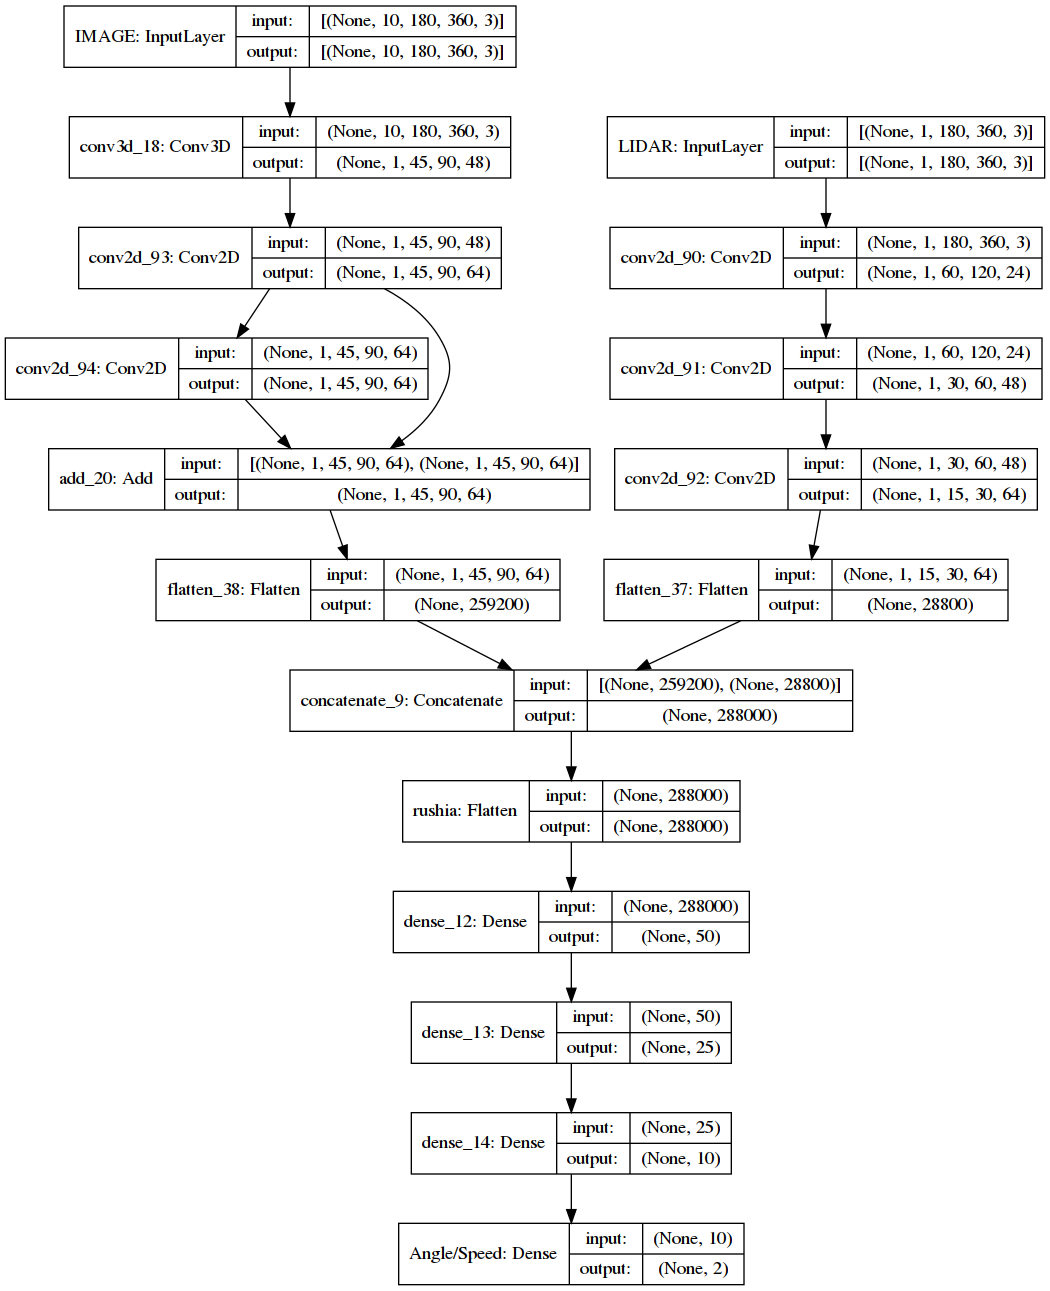 IMAGE: InputLayer
input:
[(None, 10, 180, 360, 3)]
output:
[(None, 10, 180, 360, 3)]
conv3d_18: Conv3D
input:
(None, 10, 180, 360, 3)
output:
(None, 1, 45, 90, 48)
LIDAR: InputLayer
input:
[(None, 1, 180, 360, 3)]
output:
[(None, 1, 180, 360, 3)]
conv2d_93: Conv2D
input:
(None, 1, 45, 90, 48)
output:
(None, 1, 45, 90, 64)
conv2d_90: Conv2D
input:
(None, 1, 180, 360, 3)
output:
(None, 1, 60, 120, 24)
conv2d_94: Conv2D
input:
(None, 1, 45, 90, 64)
output:
(None, 1, 45, 90, 64)
conv2d_91: Conv2D
input:
(None, 1, 60, 120, 24)
output:
(None, 1, 30, 60, 48)
add_20: Add
input:
[(None, 1, 45, 90, 64), (None, 1, 45, 90, 64)]
output:
(None, 1, 45, 90, 64)
conv2d_92: Conv2D
input:
(None, 1, 30, 60, 48)
output:
(None, 1, 15, 30, 64)
flatten_38: Flatten
input:
(None, 1, 45, 90, 64)
output:
(None, 259200)
flatten_37: Flatten
input:
(None, 1, 15, 30, 64)
output:
(None, 28800)
concatenate_9: Concatenate
input:
[(None, 259200), (None, 28800)]
output:
(None, 288000)
rushia: Flatten
input:
(None, 288000)
output:
(None, 288000)
dense_12: Dense
input:
(None, 288000)
output:
(None, 50)
dense_13: Dense
input:
(None, 50)
output:
(None, 25)
dense_14: Dense
input:
(None, 25)
output:
(None, 10)
Angle/Speed: Dense
input:
(None, 10)
output:
(None, 2)